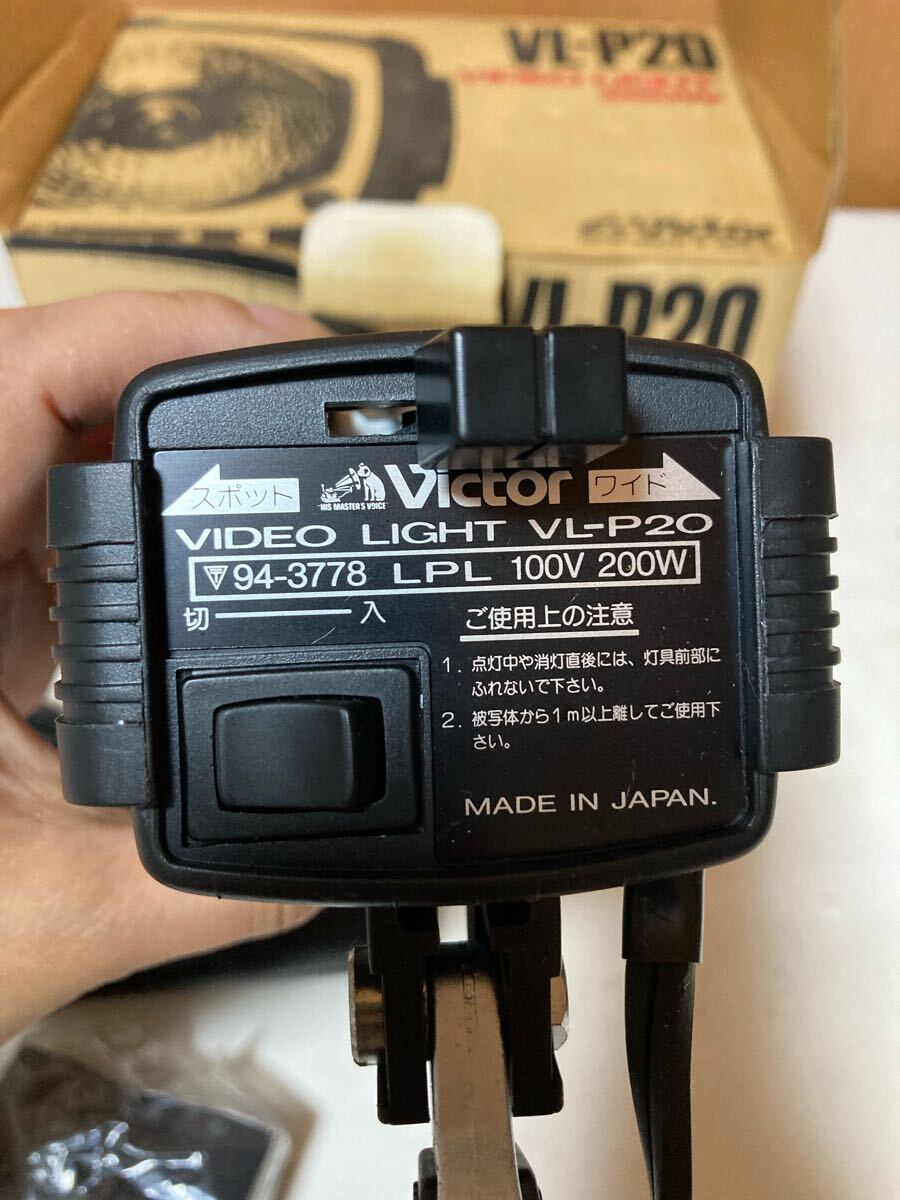 VL-P20
VIDEO LIGHT
Victor
VL-P20
スポット
"HIS MASTER'S VOICE"
Victor
ワイド
VIDEO LIGHT VL-P20
94-3778 LPL 100V 200W
切 入
ご使用上の注意
1. 点灯中や消灯直後には、灯具前部に
ふれないで下さい。
2. 被写体から1m以上離してご使用下
さい。
MADE IN JAPAN.